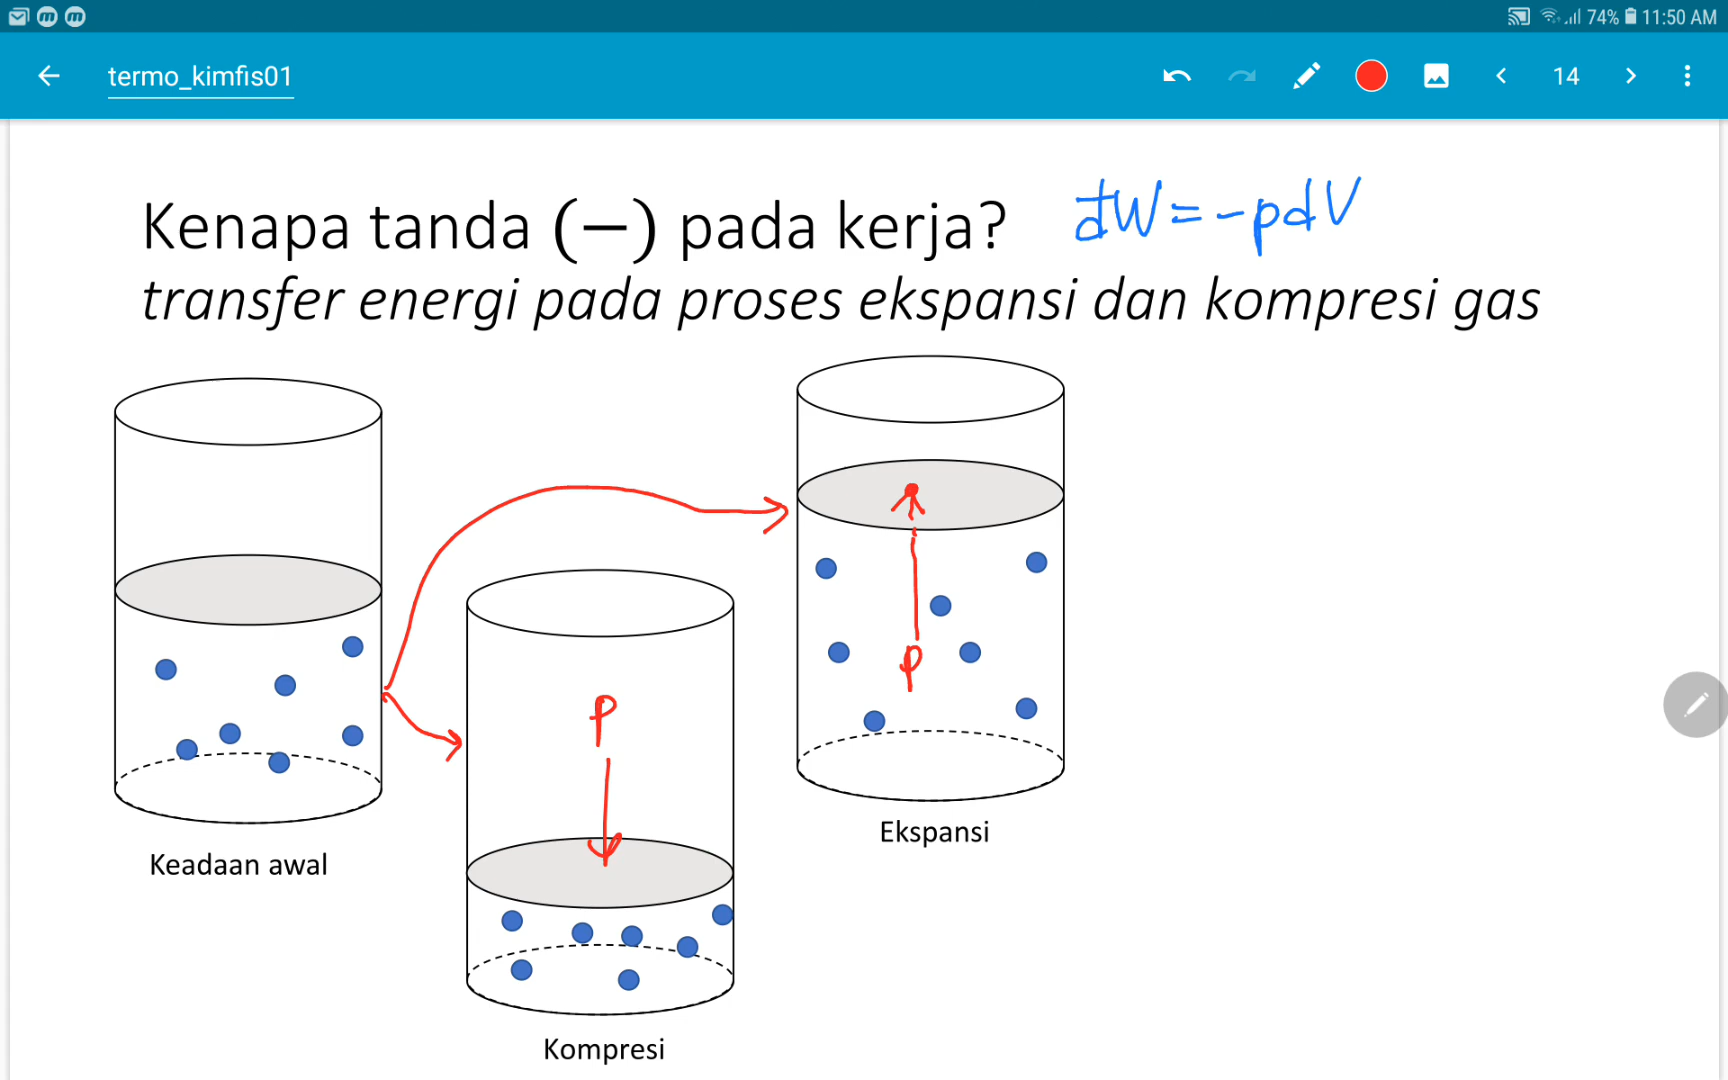 74% 11:50 AM
termo_kimfis01
14
Kenapa tanda (−) pada kerja? đW = -pdV
transfer energi pada proses ekspansi dan kompresi gas
p
p
Ekspansi
Keadaan awal
Kompresi